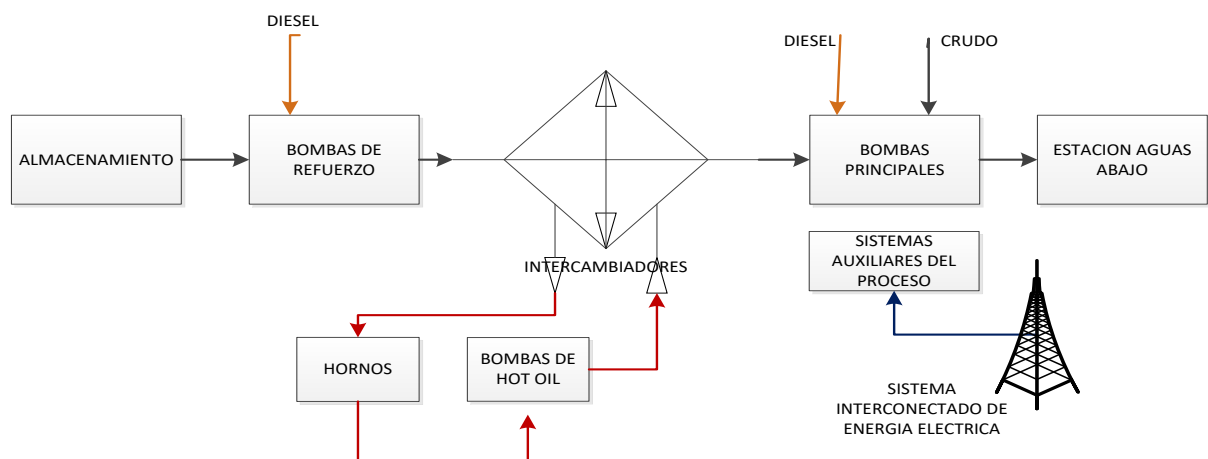 DIESEL
DIESEL
CRUDO
ALMACENAMIENTO
BOMBAS DE
REFUERZO
BOMBAS
PRINCIPALES
ESTACION AGUAS
ABAJO
INTERCAMBIADORES
SISTEMAS
AUXILIARES DEL
PROCESO
HORNOS
BOMBAS DE
HOT OIL
SISTEMA
INTERCONECTADO DE
ENERGIA ELECTRICA